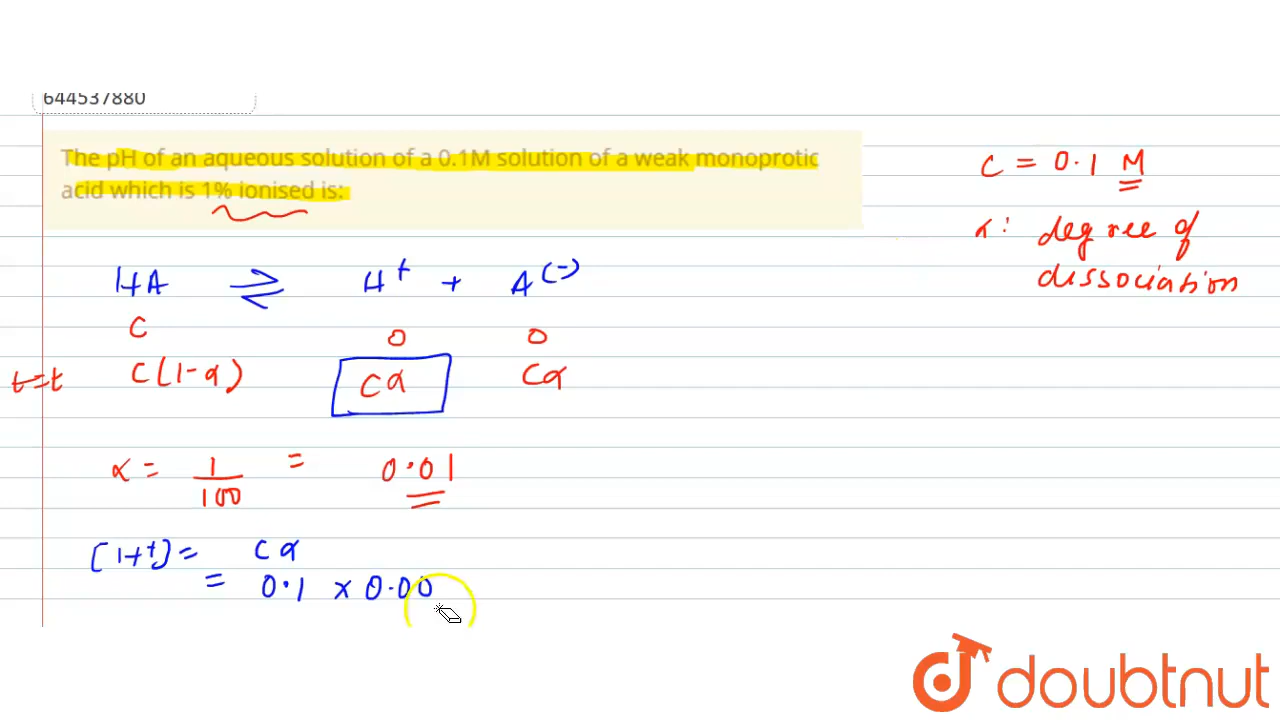 644537880
The pH of an aqueous solution of a 0.1M solution of a weak monoprotic
acid which is 1% ionised is:
C = 0.1 M
α : degree of
dissociation
HA ⇌ H⁺ + A⁽⁻⁾
C 0 0
t=t C(1-α) Cα Cα
α = 1/100 = 0.01
[H⁺] = Cα
= 0.1 × 0.00
doubtnut